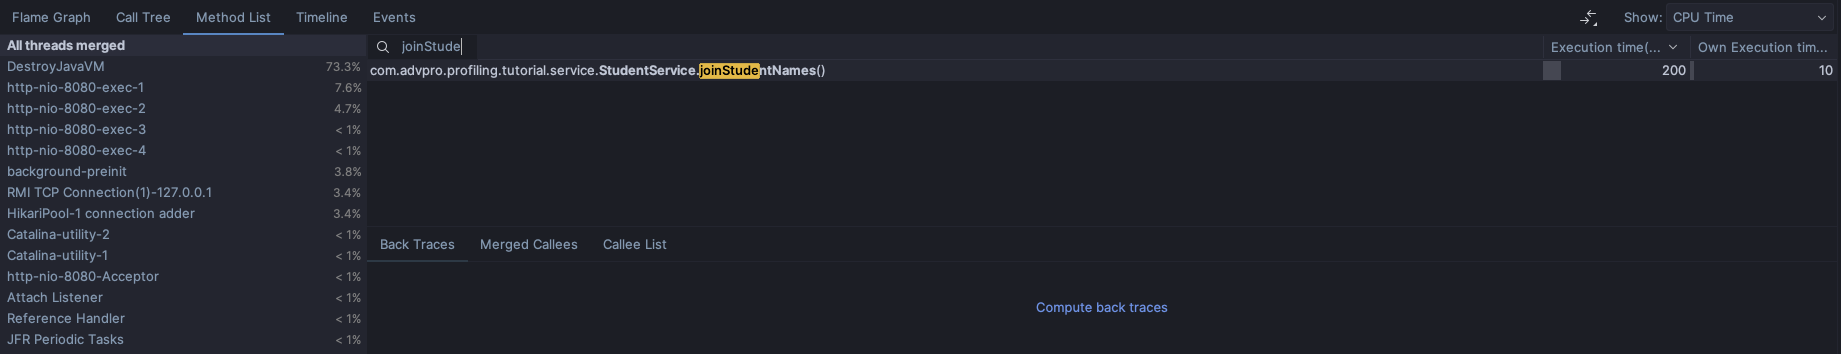 Flame Graph Call Tree Method List Timeline Events Show: CPU Time
All threads merged joinStude Execution time(... Own Execution tim...
DestroyJavaVM 73.3% com.advpro.profiling.tutorial.service.StudentService.joinStudentNames() 200 10
http-nio-8080-exec-1 7.6%
http-nio-8080-exec-2 4.7%
http-nio-8080-exec-3 < 1%
http-nio-8080-exec-4 < 1%
background-preinit 3.8%
RMI TCP Connection(1)-127.0.0.1 3.4%
HikariPool-1 connection adder 3.4%
Catalina-utility-2 < 1%
Catalina-utility-1 < 1%
http-nio-8080-Acceptor < 1%
Attach Listener < 1%
Reference Handler < 1%
JFR Periodic Tasks < 1%
Back Traces Merged Callees Callee List
Compute back traces